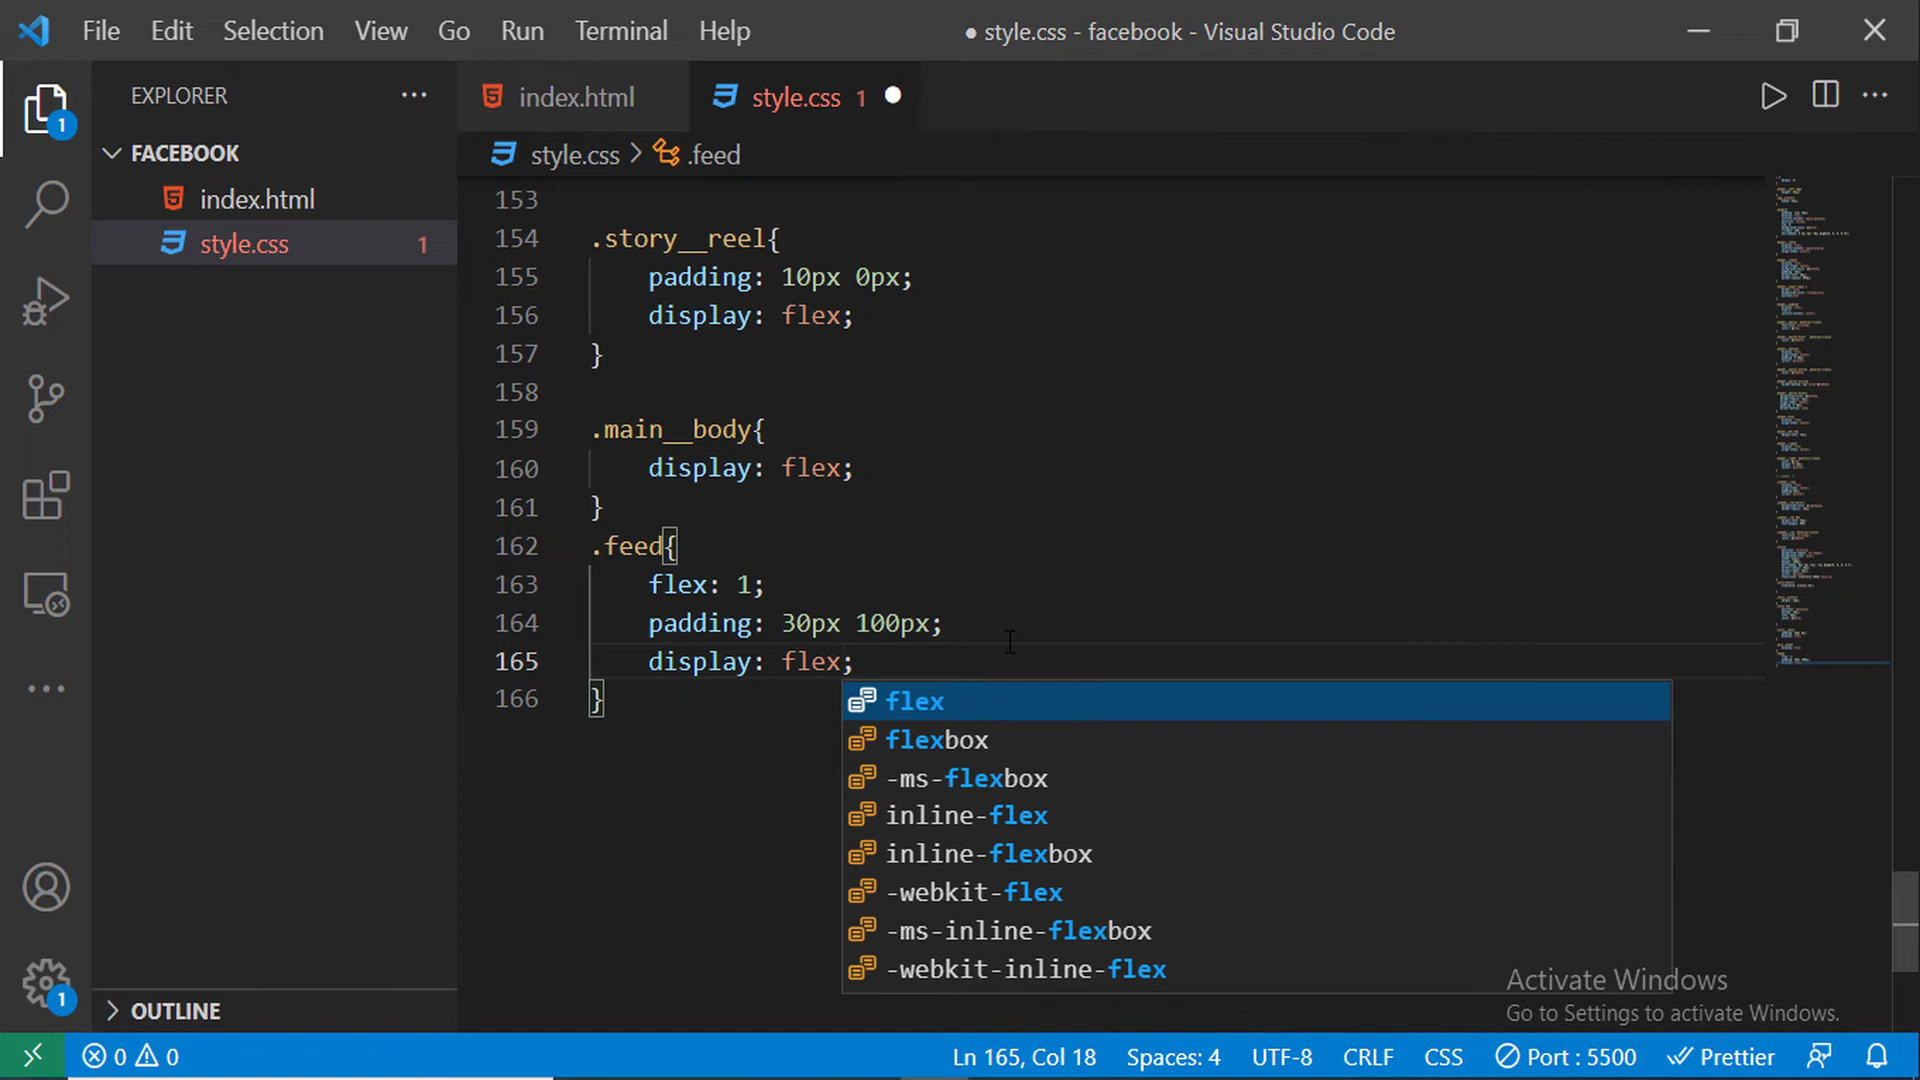 File Edit Selection View Go Run Terminal Help
● style.css - facebook - Visual Studio Code
EXPLORER
index.html
style.css 1
FACEBOOK
index.html
style.css 1
OUTLINE
style.css > .feed
153
154 .story__reel{
155 padding: 10px 0px;
156 display: flex;
157 }
158
159 .main__body{
160 display: flex;
161 }
162 .feed{
163 flex: 1;
164 padding: 30px 100px;
165 display: flex;
166 }
flex
flexbox
-ms-flexbox
inline-flex
inline-flexbox
-webkit-flex
-ms-inline-flexbox
-webkit-inline-flex
Activate Windows
Go to Settings to activate Windows.
1
1
0 0
Ln 165, Col 18 Spaces: 4 UTF-8 CRLF CSS Port : 5500 Prettier